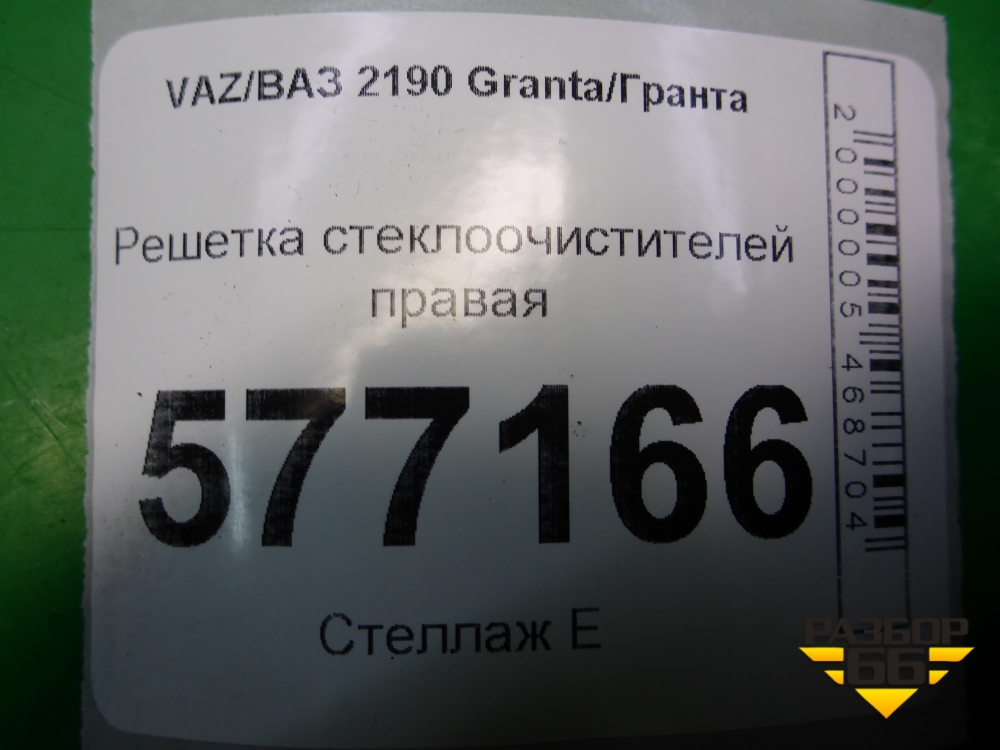 VAZ/ВАЗ 2190 Granta/Гранта
Решетка стеклоочистителей
правая
577166
Стеллаж Е
2000005468704
РАЗБОР
66